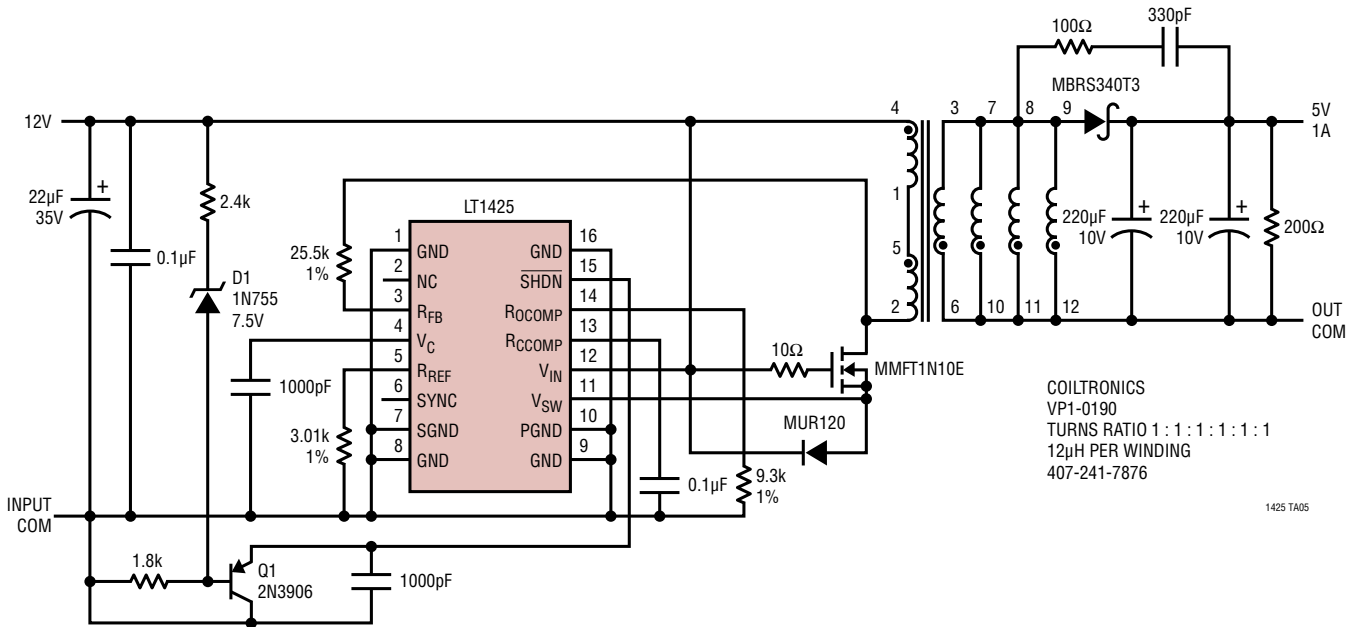 100Ω
330pF
MBRS340T3
12V
4
3
7
8
9
5V
1A
22µF
35V
+
2.4k
0.1µF
D1
1N755
7.5V
LT1425
25.5k
1%
1
GND
2
NC
3
RFB
4
VC
5
RREF
6
SYNC
7
SGND
8
GND
GND
16
SHDN
15
ROCOMP
14
RCCOMP
13
VIN
12
VSW
11
PGND
10
GND
9
1000pF
3.01k
1%
10Ω
MMFT1N10E
MUR120
0.1µF
9.3k
1%
1
5
2
6
10
11
12
220µF
10V
+
220µF
10V
+
200Ω
OUT
COM
COILTRONICS
VP1-0190
TURNS RATIO 1 : 1 : 1 : 1 : 1 : 1
12µH PER WINDING
407-241-7876
1425 TA05
INPUT
COM
1.8k
Q1
2N3906
1000pF